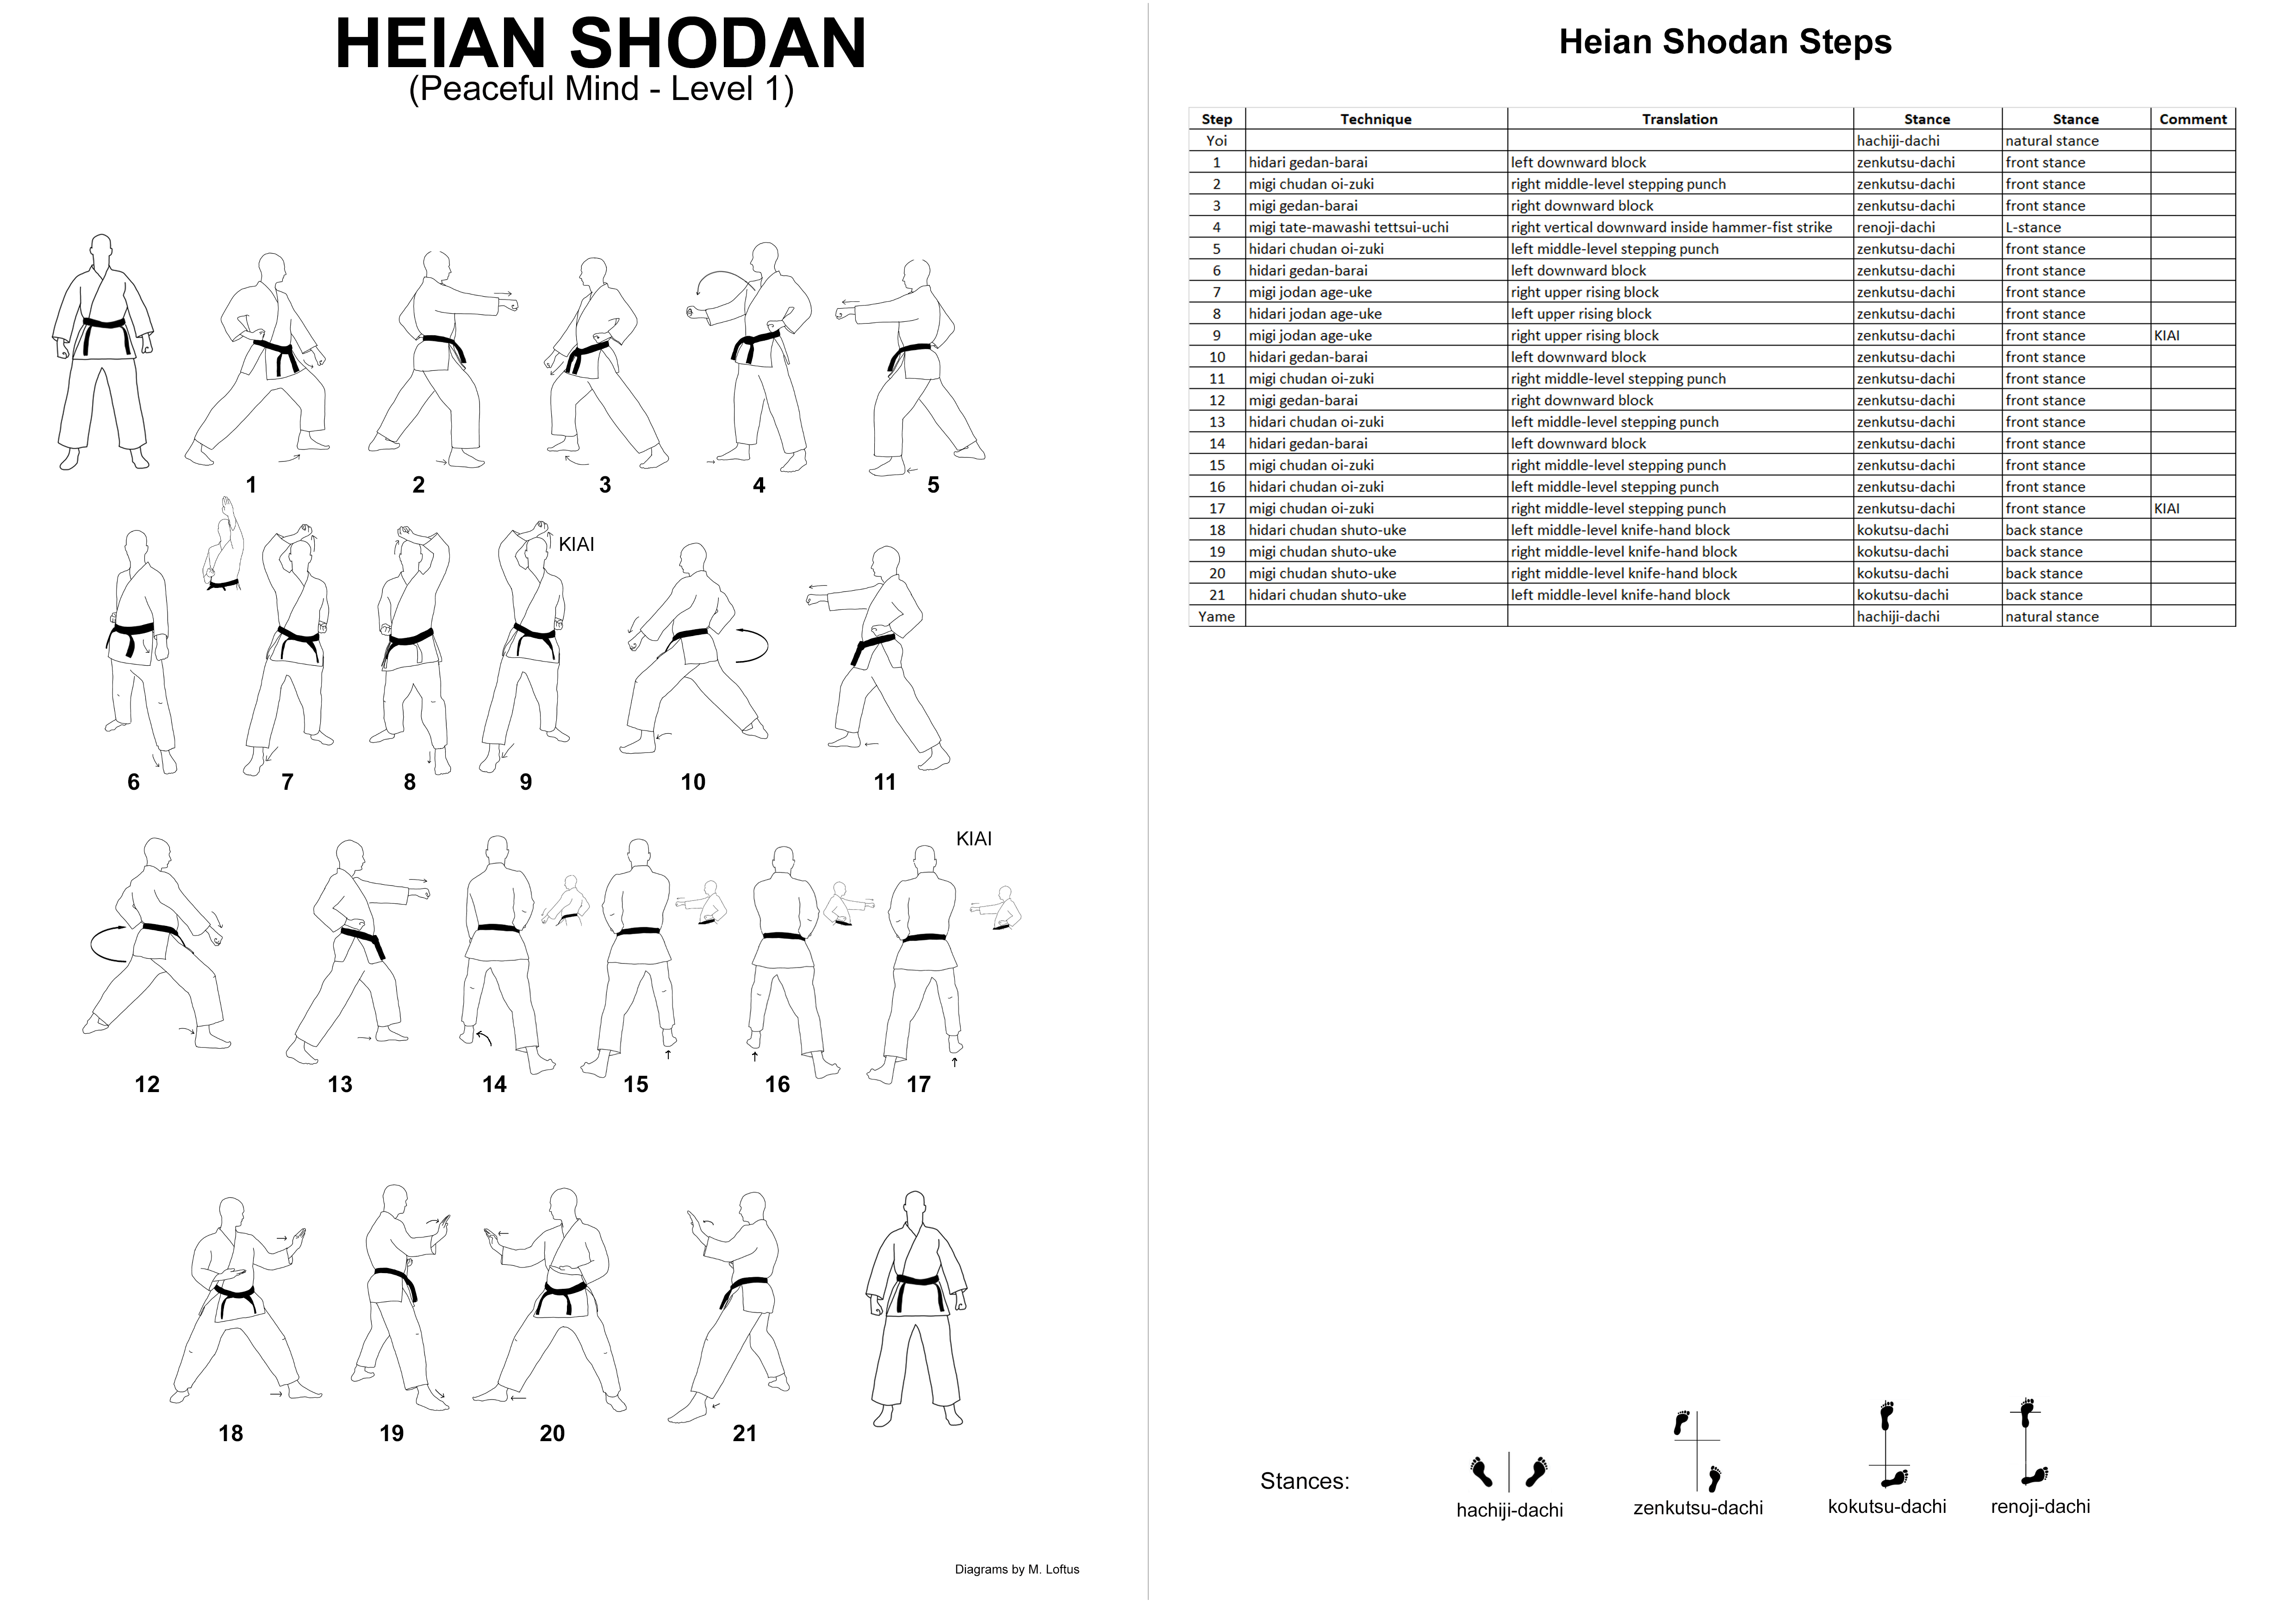 HEIAN SHODAN
(Peaceful Mind - Level 1)
1 2 3 4 5
KIAI
6 7 8 9 10 11
KIAI
12 13 14 15 16 17
18 19 20 21
Diagrams by M. Loftus
Heian Shodan Steps
Step Technique Translation Stance Stance Comment
Yoi hachiji-dachi natural stance
1 hidari gedan-barai left downward block zenkutsu-dachi front stance
2 migi chudan oi-zuki right middle-level stepping punch zenkutsu-dachi front stance
3 migi gedan-barai right downward block zenkutsu-dachi front stance
4 migi tate-mawashi tettsui-uchi right vertical downward inside hammer-fist strike renoji-dachi L-stance
5 hidari chudan oi-zuki left middle-level stepping punch zenkutsu-dachi front stance
6 hidari gedan-barai left downward block zenkutsu-dachi front stance
7 migi jodan age-uke right upper rising block zenkutsu-dachi front stance
8 hidari jodan age-uke left upper rising block zenkutsu-dachi front stance
9 migi jodan age-uke right upper rising block zenkutsu-dachi front stance KIAI
10 hidari gedan-barai left downward block zenkutsu-dachi front stance
11 migi chudan oi-zuki right middle-level stepping punch zenkutsu-dachi front stance
12 migi gedan-barai right downward block zenkutsu-dachi front stance
13 hidari chudan oi-zuki left middle-level stepping punch zenkutsu-dachi front stance
14 hidari gedan-barai left downward block zenkutsu-dachi front stance
15 migi chudan oi-zuki right middle-level stepping punch zenkutsu-dachi front stance
16 hidari chudan oi-zuki left middle-level stepping punch zenkutsu-dachi front stance
17 migi chudan oi-zuki right middle-level stepping punch zenkutsu-dachi front stance KIAI
18 hidari chudan shuto-uke left middle-level knife-hand block kokutsu-dachi back stance
19 migi chudan shuto-uke right middle-level knife-hand block kokutsu-dachi back stance
20 migi chudan shuto-uke right middle-level knife-hand block kokutsu-dachi back stance
21 hidari chudan shuto-uke left middle-level knife-hand block kokutsu-dachi back stance
Yame hachiji-dachi natural stance
Stances:
hachiji-dachi zenkutsu-dachi kokutsu-dachi renoji-dachi